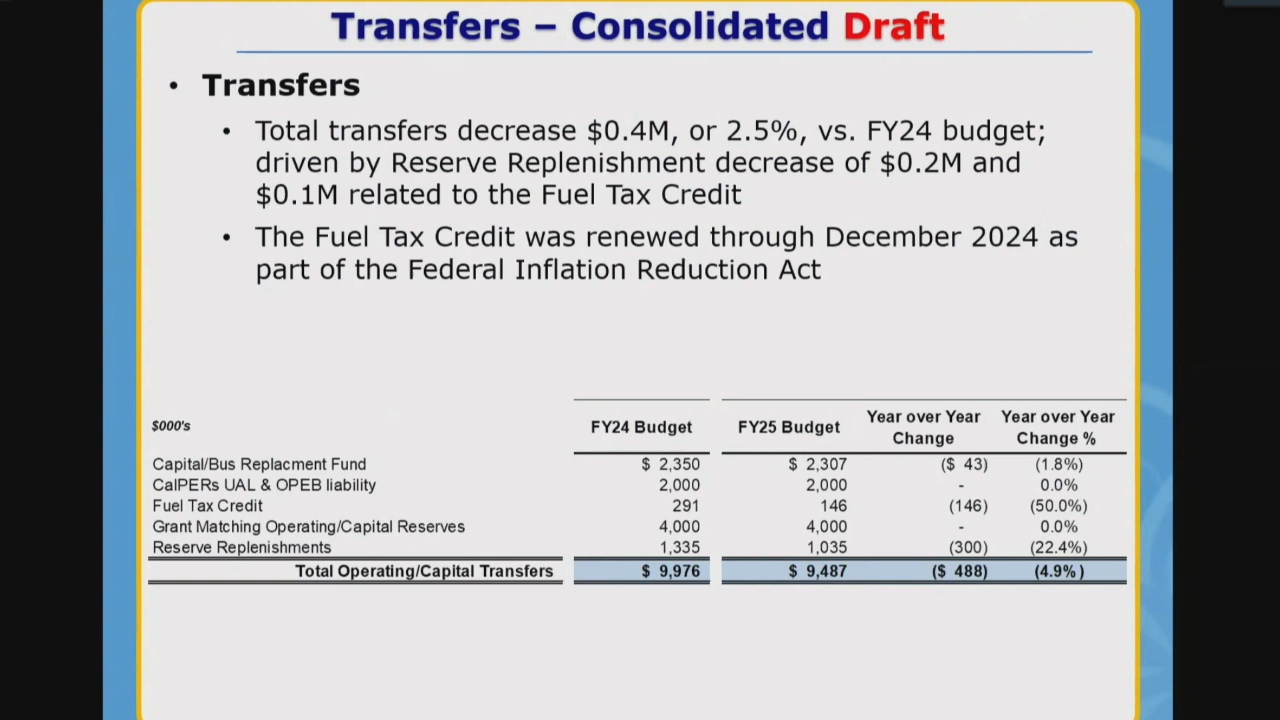 Transfers – Consolidated Draft
• Transfers
• Total transfers decrease $0.4M, or 2.5%, vs. FY24 budget;
driven by Reserve Replenishment decrease of $0.2M and
$0.1M related to the Fuel Tax Credit
• The Fuel Tax Credit was renewed through December 2024 as
part of the Federal Inflation Reduction Act
$000's FY24 Budget FY25 Budget Year over Year Change Year over Year Change %
Capital/Bus Replacment Fund $ 2,350 $ 2,307 ($ 43) (1.8%)
CalPERs UAL & OPEB liability 2,000 2,000 - 0.0%
Fuel Tax Credit 291 146 (146) (50.0%)
Grant Matching Operating/Capital Reserves 4,000 4,000 - 0.0%
Reserve Replenishments 1,335 1,035 (300) (22.4%)
Total Operating/Capital Transfers $ 9,976 $ 9,487 ($ 488) (4.9%)